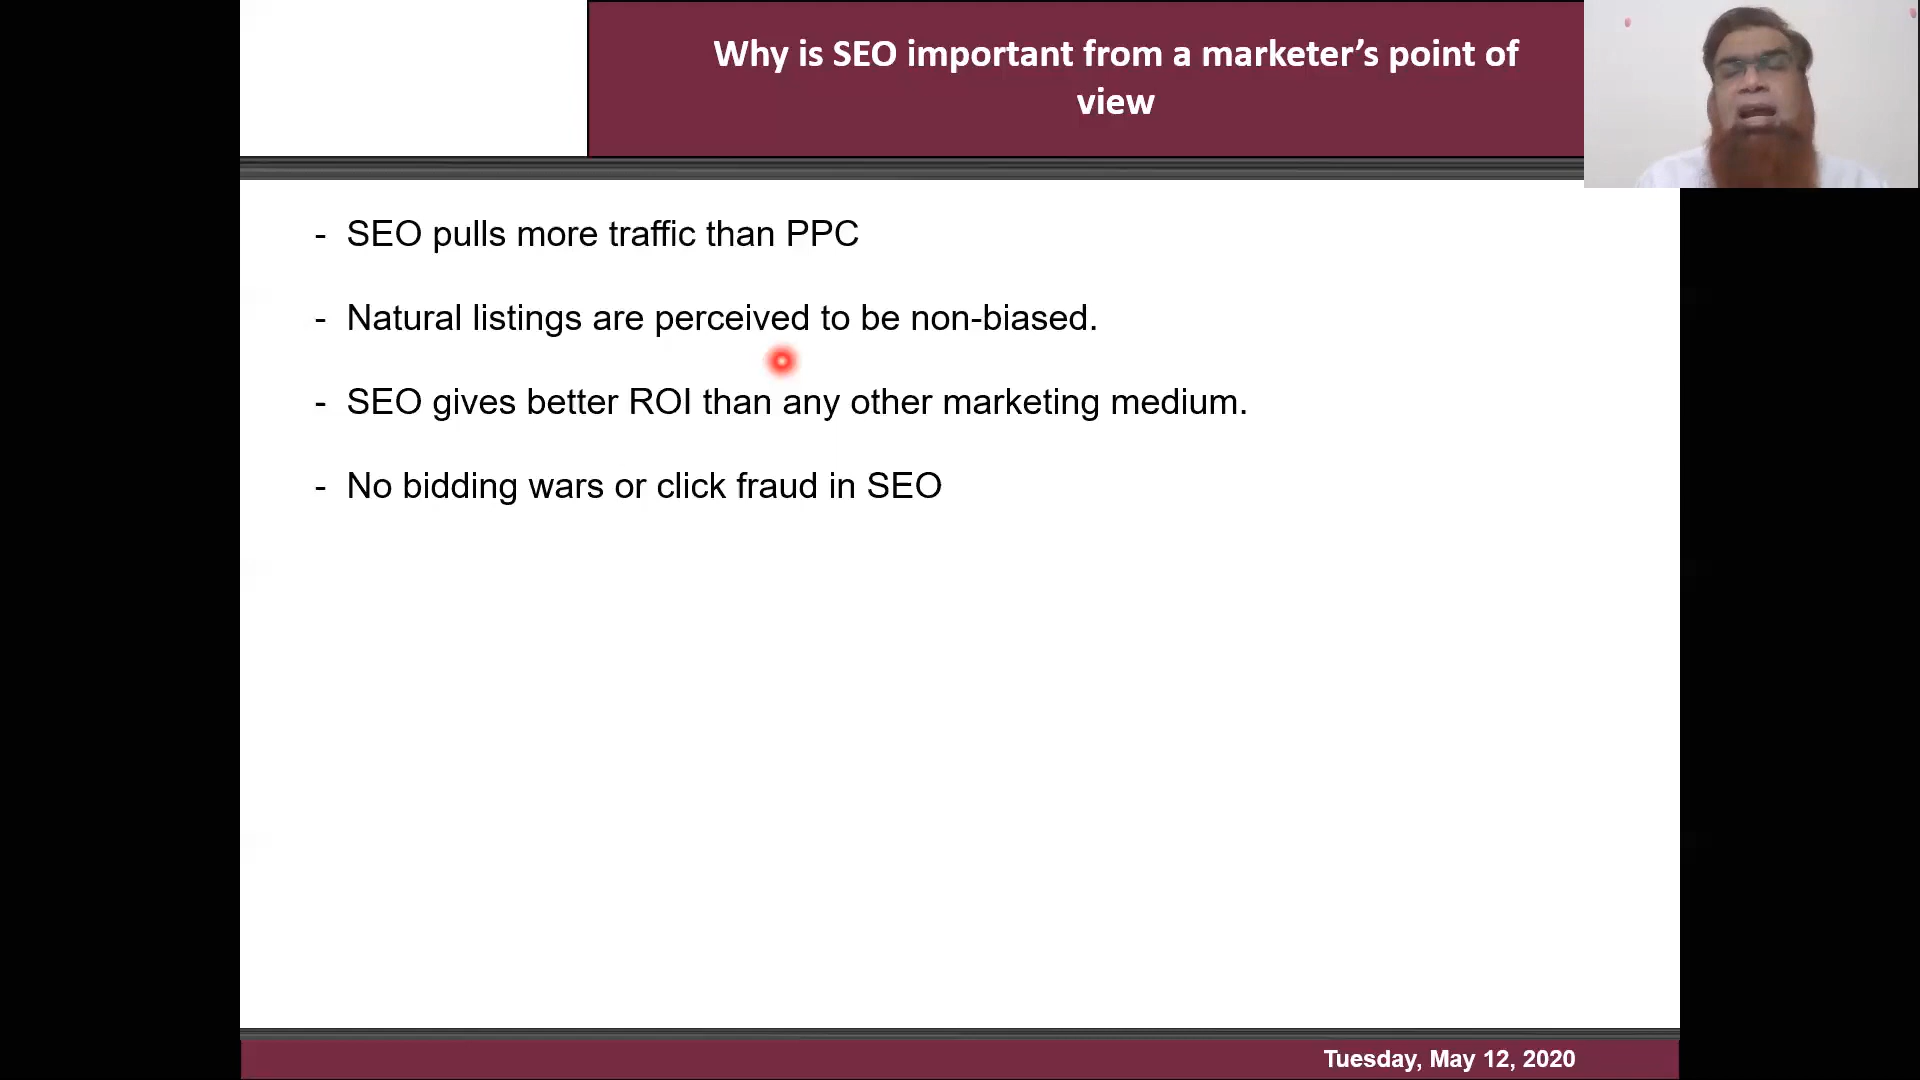 Why is SEO important from a marketer’s point of
view
- SEO pulls more traffic than PPC
- Natural listings are perceived to be non-biased.
- SEO gives better ROI than any other marketing medium.
- No bidding wars or click fraud in SEO
Tuesday, May 12, 2020